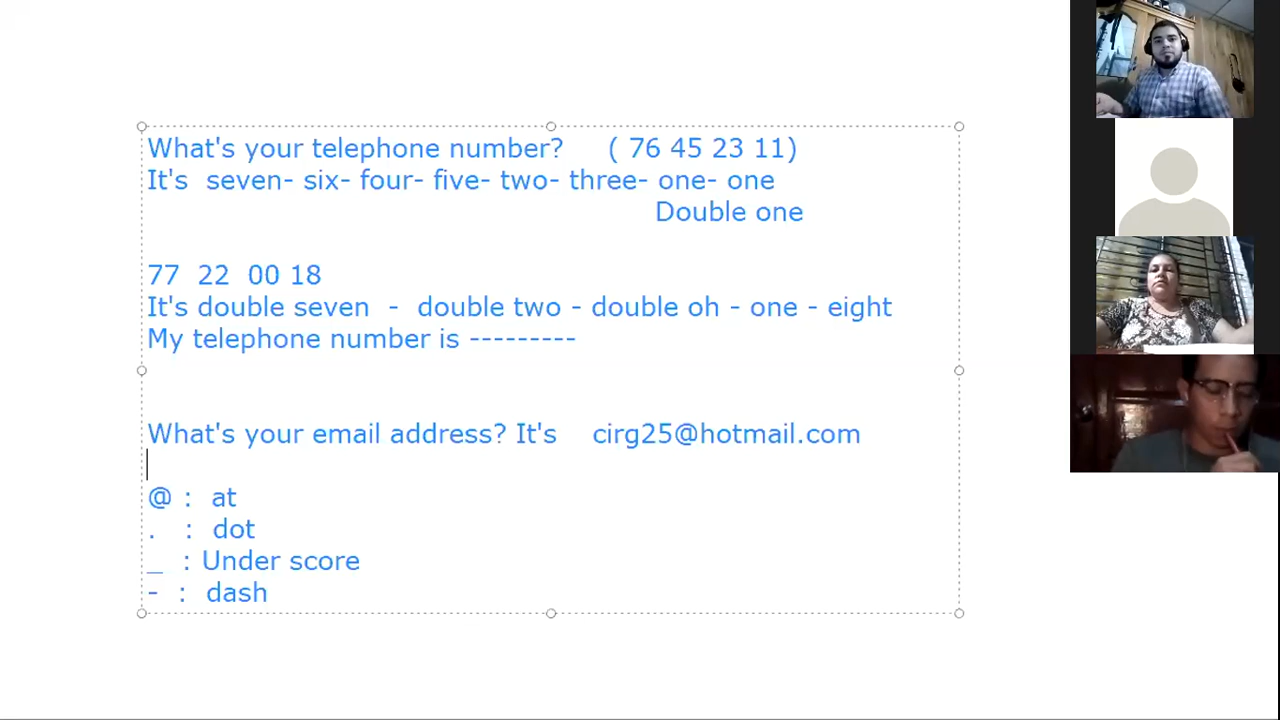 What's your telephone number? ( 76 45 23 11)
It's seven- six- four- five- two- three- one- one
Double one
77 22 00 18
It's double seven - double two - double oh - one - eight
My telephone number is ---------
What's your email address? It's cirg25@hotmail.com
@ : at
. : dot
_ : Under score
- : dash